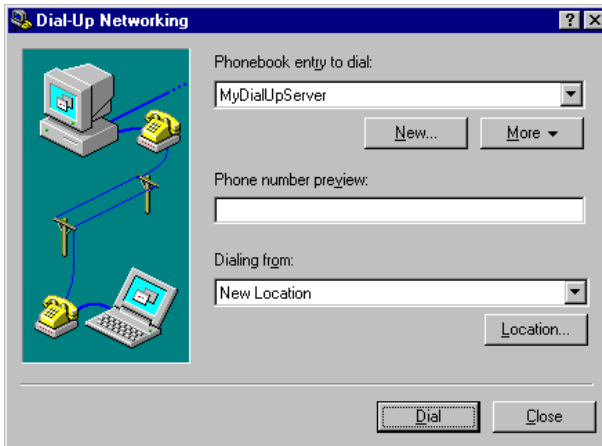 Dial-Up Networking
Phonebook entry to dial:
MyDialUpServer
New...
More
Phone number preview:
Dialing from:
New Location
Location...
Dial
Close